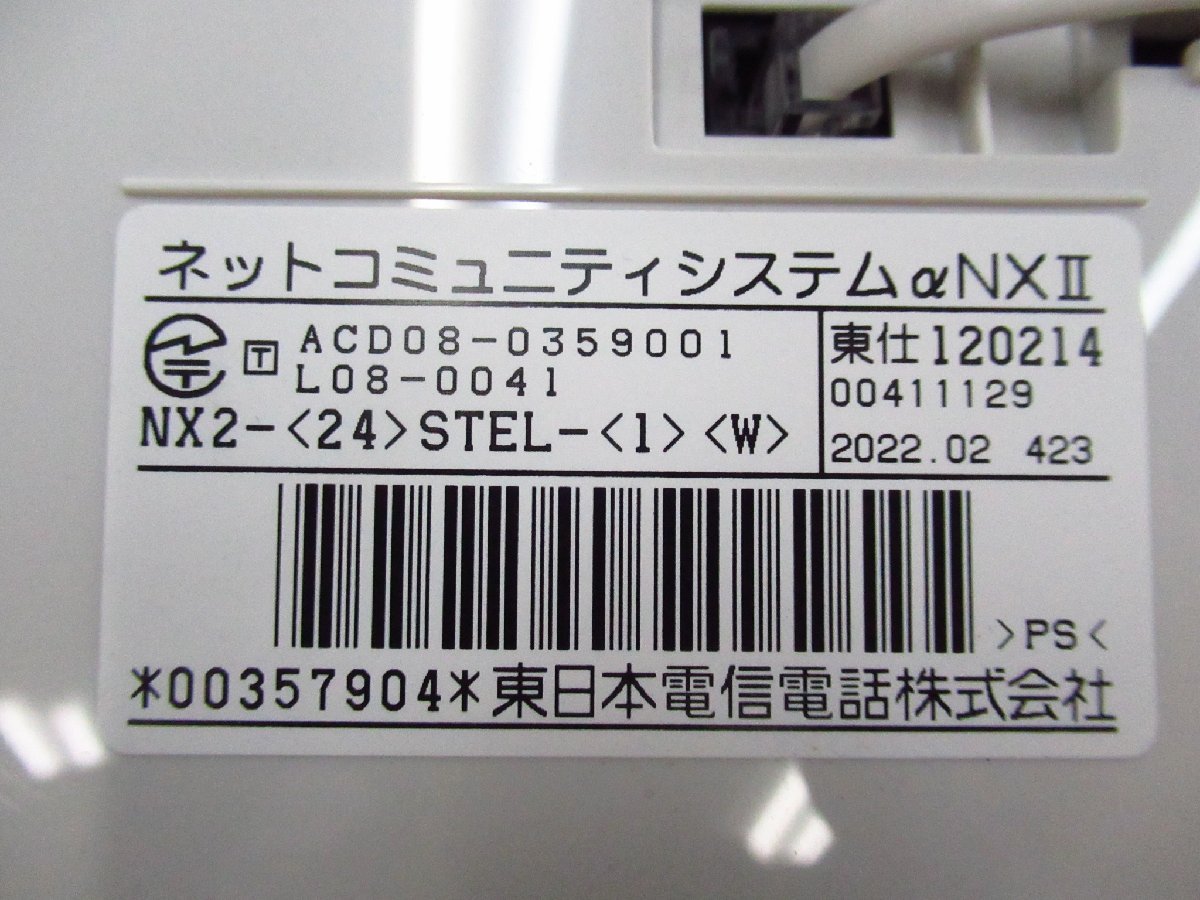 ネットコミュニティシステムαNXⅡ
T ACD08-0359001
L08-0041
NX2-<24>STEL-<1><W>
東仕120214
00411129
2022.02 423
>PS<
*00357904*東日本電信電話株式会社